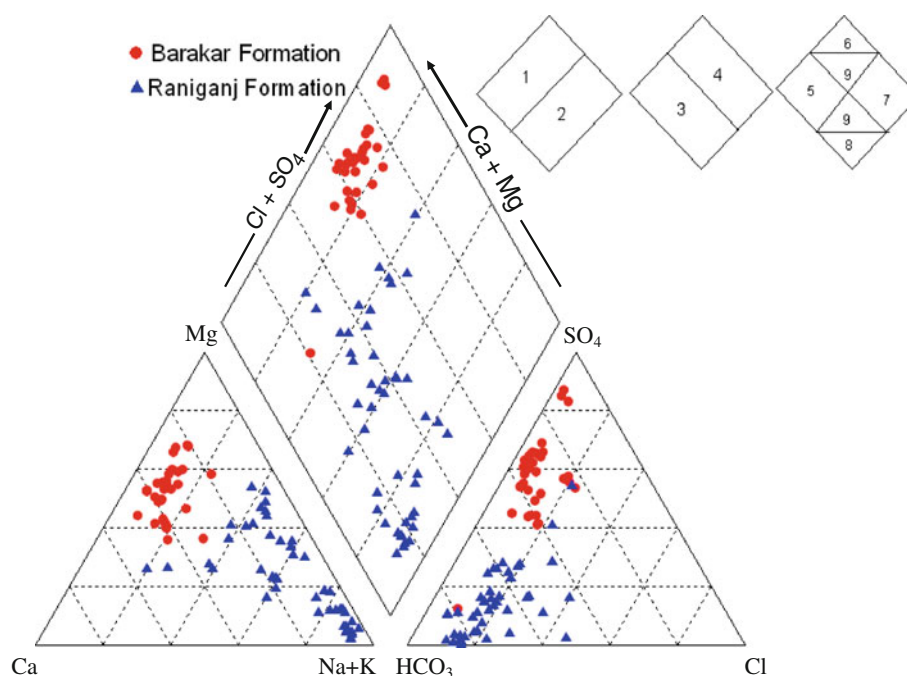 Barakar Formation
Raniganj Formation
1
2
3
4
5
6
7
8
9
9
Cl + SO₄
Ca + Mg
Mg
SO₄
Ca
Na+K
HCO₃
Cl